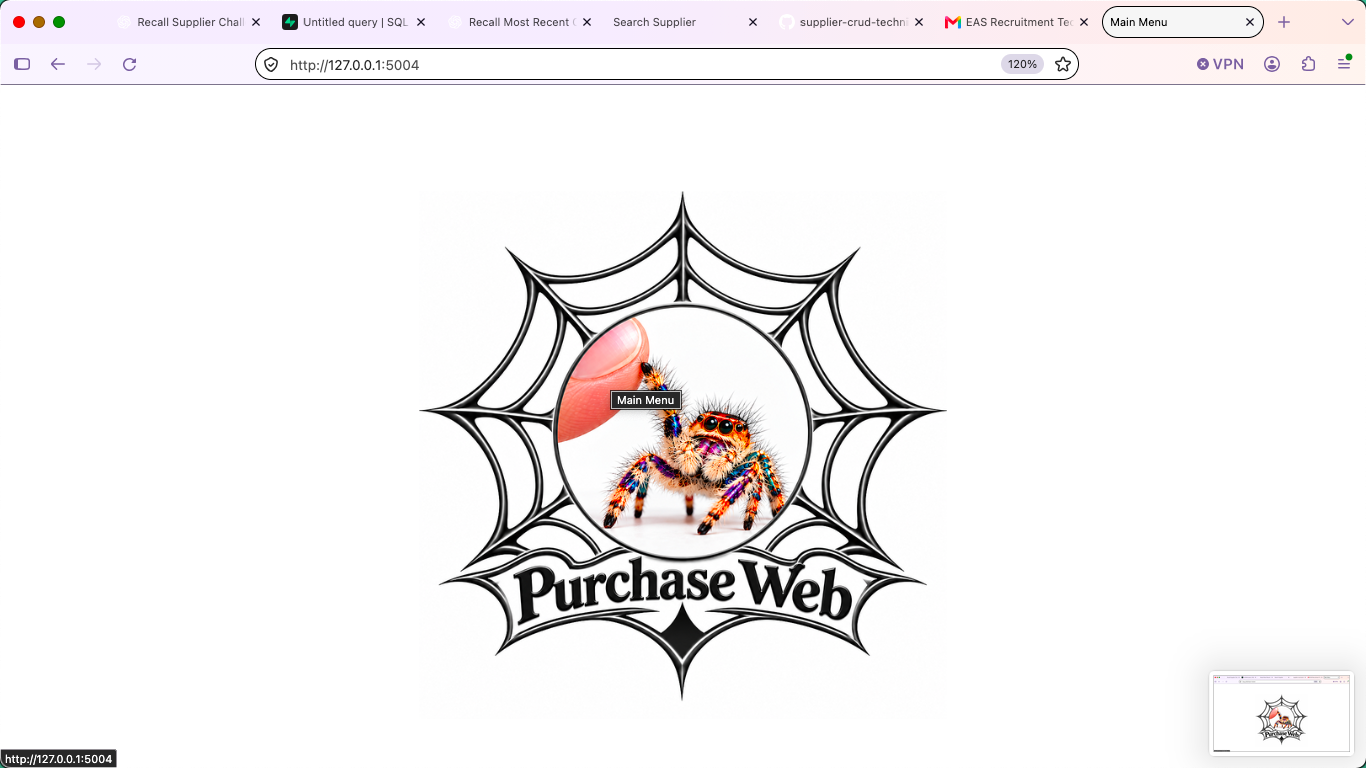 Recall Supplier Chall
Untitled query | SQL
Recall Most Recent
Search Supplier
supplier-crud-techni
EAS Recruitment Tec
Main Menu
http://127.0.0.1:5004
120%
VPN
Main Menu
Purchase Web
http://127.0.0.1:5004